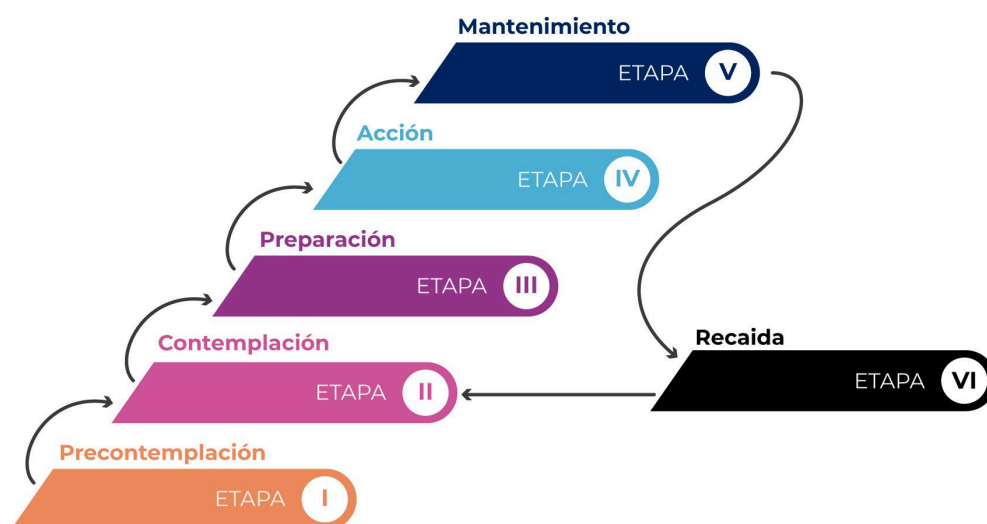 Mantenimiento
ETAPA V
Acción
ETAPA IV
Preparación
ETAPA III
Contemplación
ETAPA II
Recaida
ETAPA VI
Precontemplación
ETAPA I